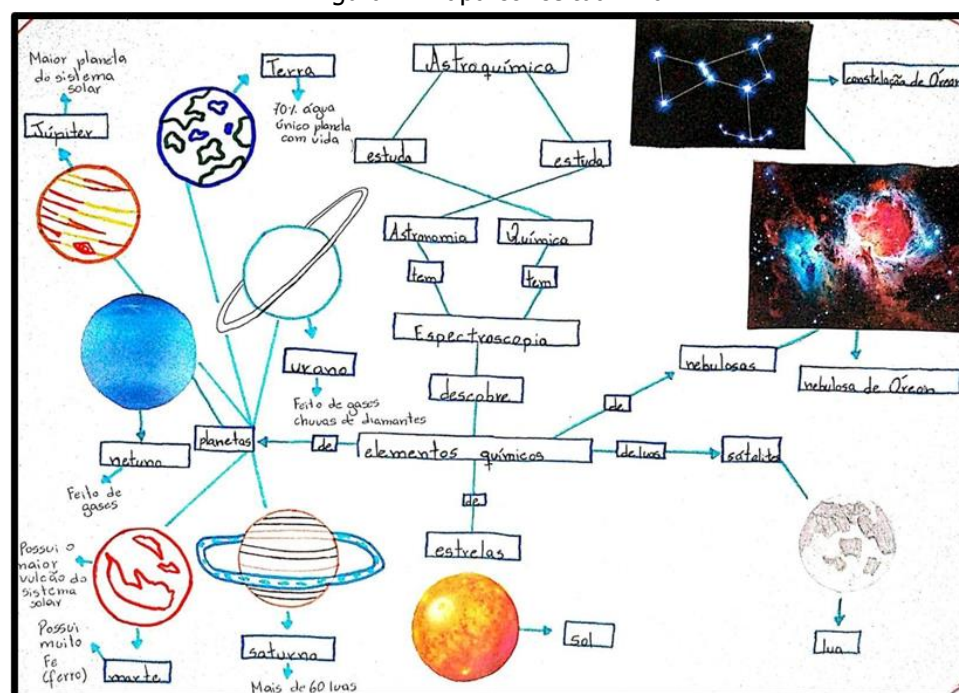 Astroquímica
estuda
estuda
Astronomia
Química
tem
tem
Espectroscopia
descobre
elementos químicos
de
planetas
Maior planeta
do sistema
solar
Júpiter
Terra
70% água
único planeta
com vida
urano
Feito de gases
chuvas de diamantes
netuno
Feito de
gases
Possui o
maior
vulcão do
sistema
solar
Possui
muito
Fe
(ferro)
marte
saturno
Mais de 60 luas
de
estrelas
sol
de luas
sátelite
lua
de
nebulosas
nebulosa de Óreon
constelação de Óreon